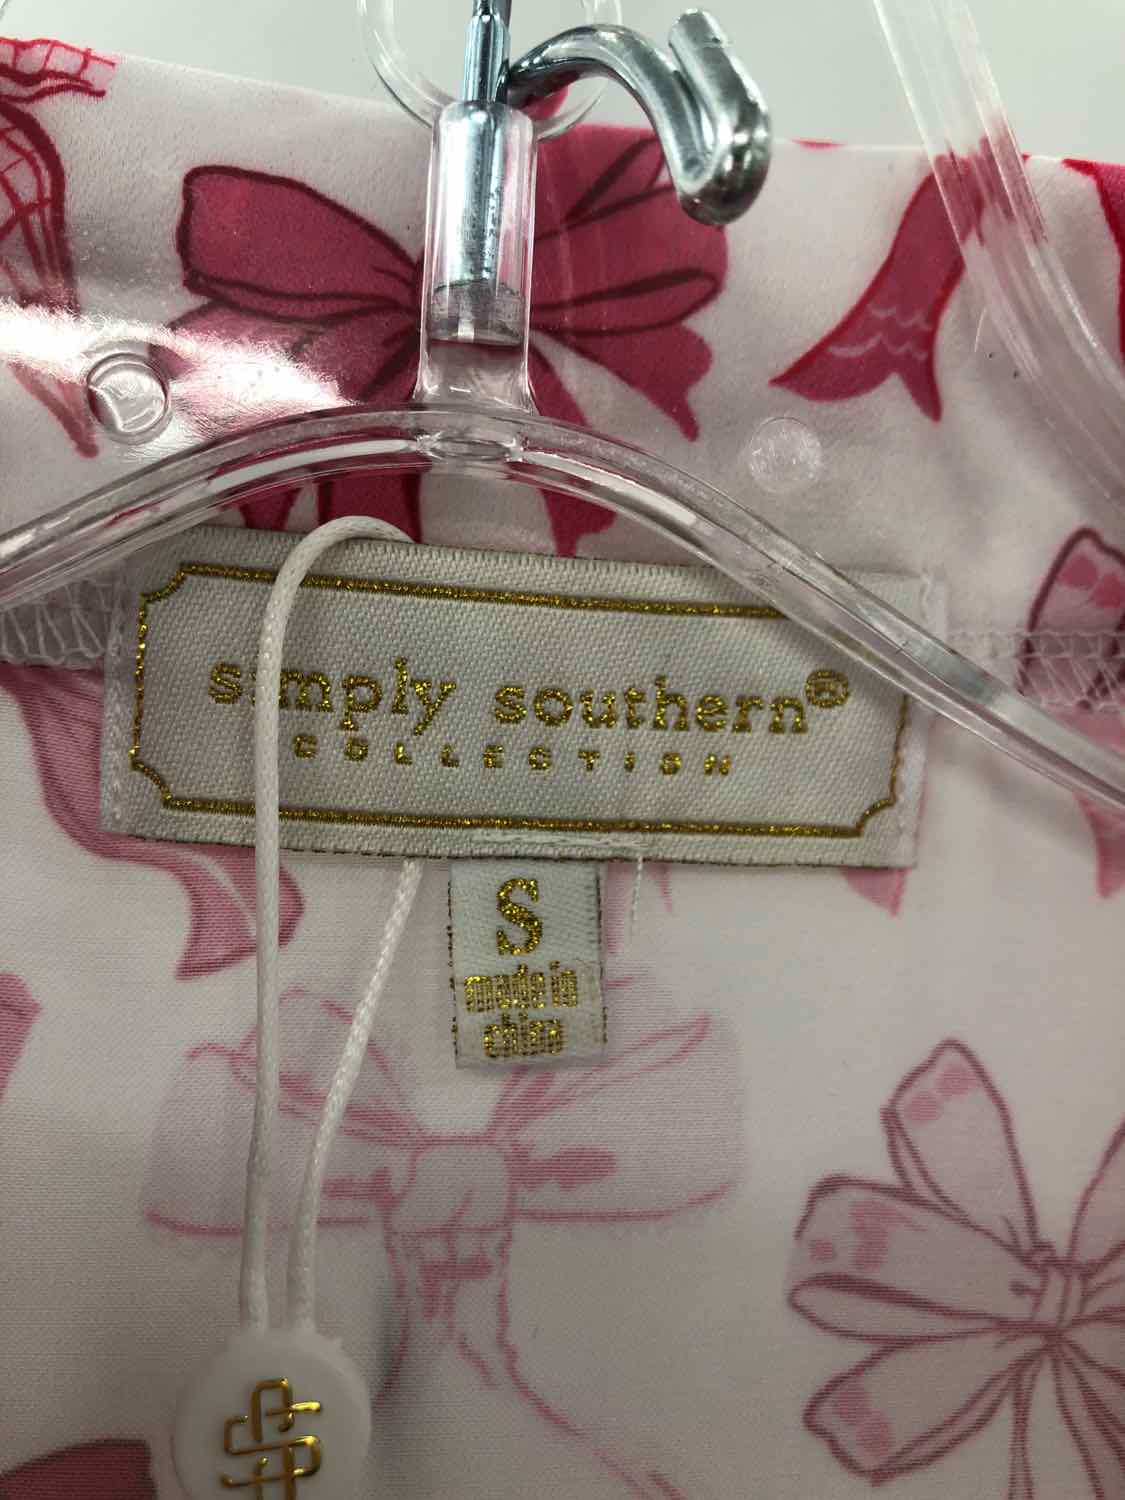 simply southern®
COLLECTION
S
made in
china